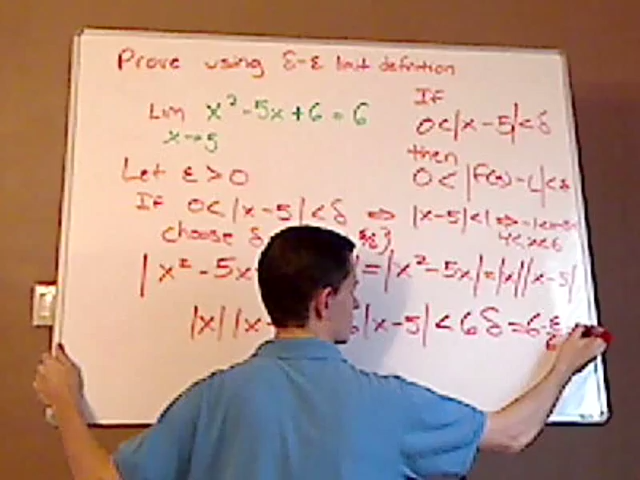 Prove using δ-ε limit definition
Lim x² - 5x + 6 = 6
x→5
If
0<|x-5|<δ
then
0<|f(x)-L|<ε
Let ε > 0
If 0<|x-5|<δ ⇒ |x-5|<1 ⇒ -1<x-5<1
4<x<6
choose δ
|x² - 5x = |x² - 5x| = |x||x-5|
|x||x- |x-5| < 6δ = 6·ε/6